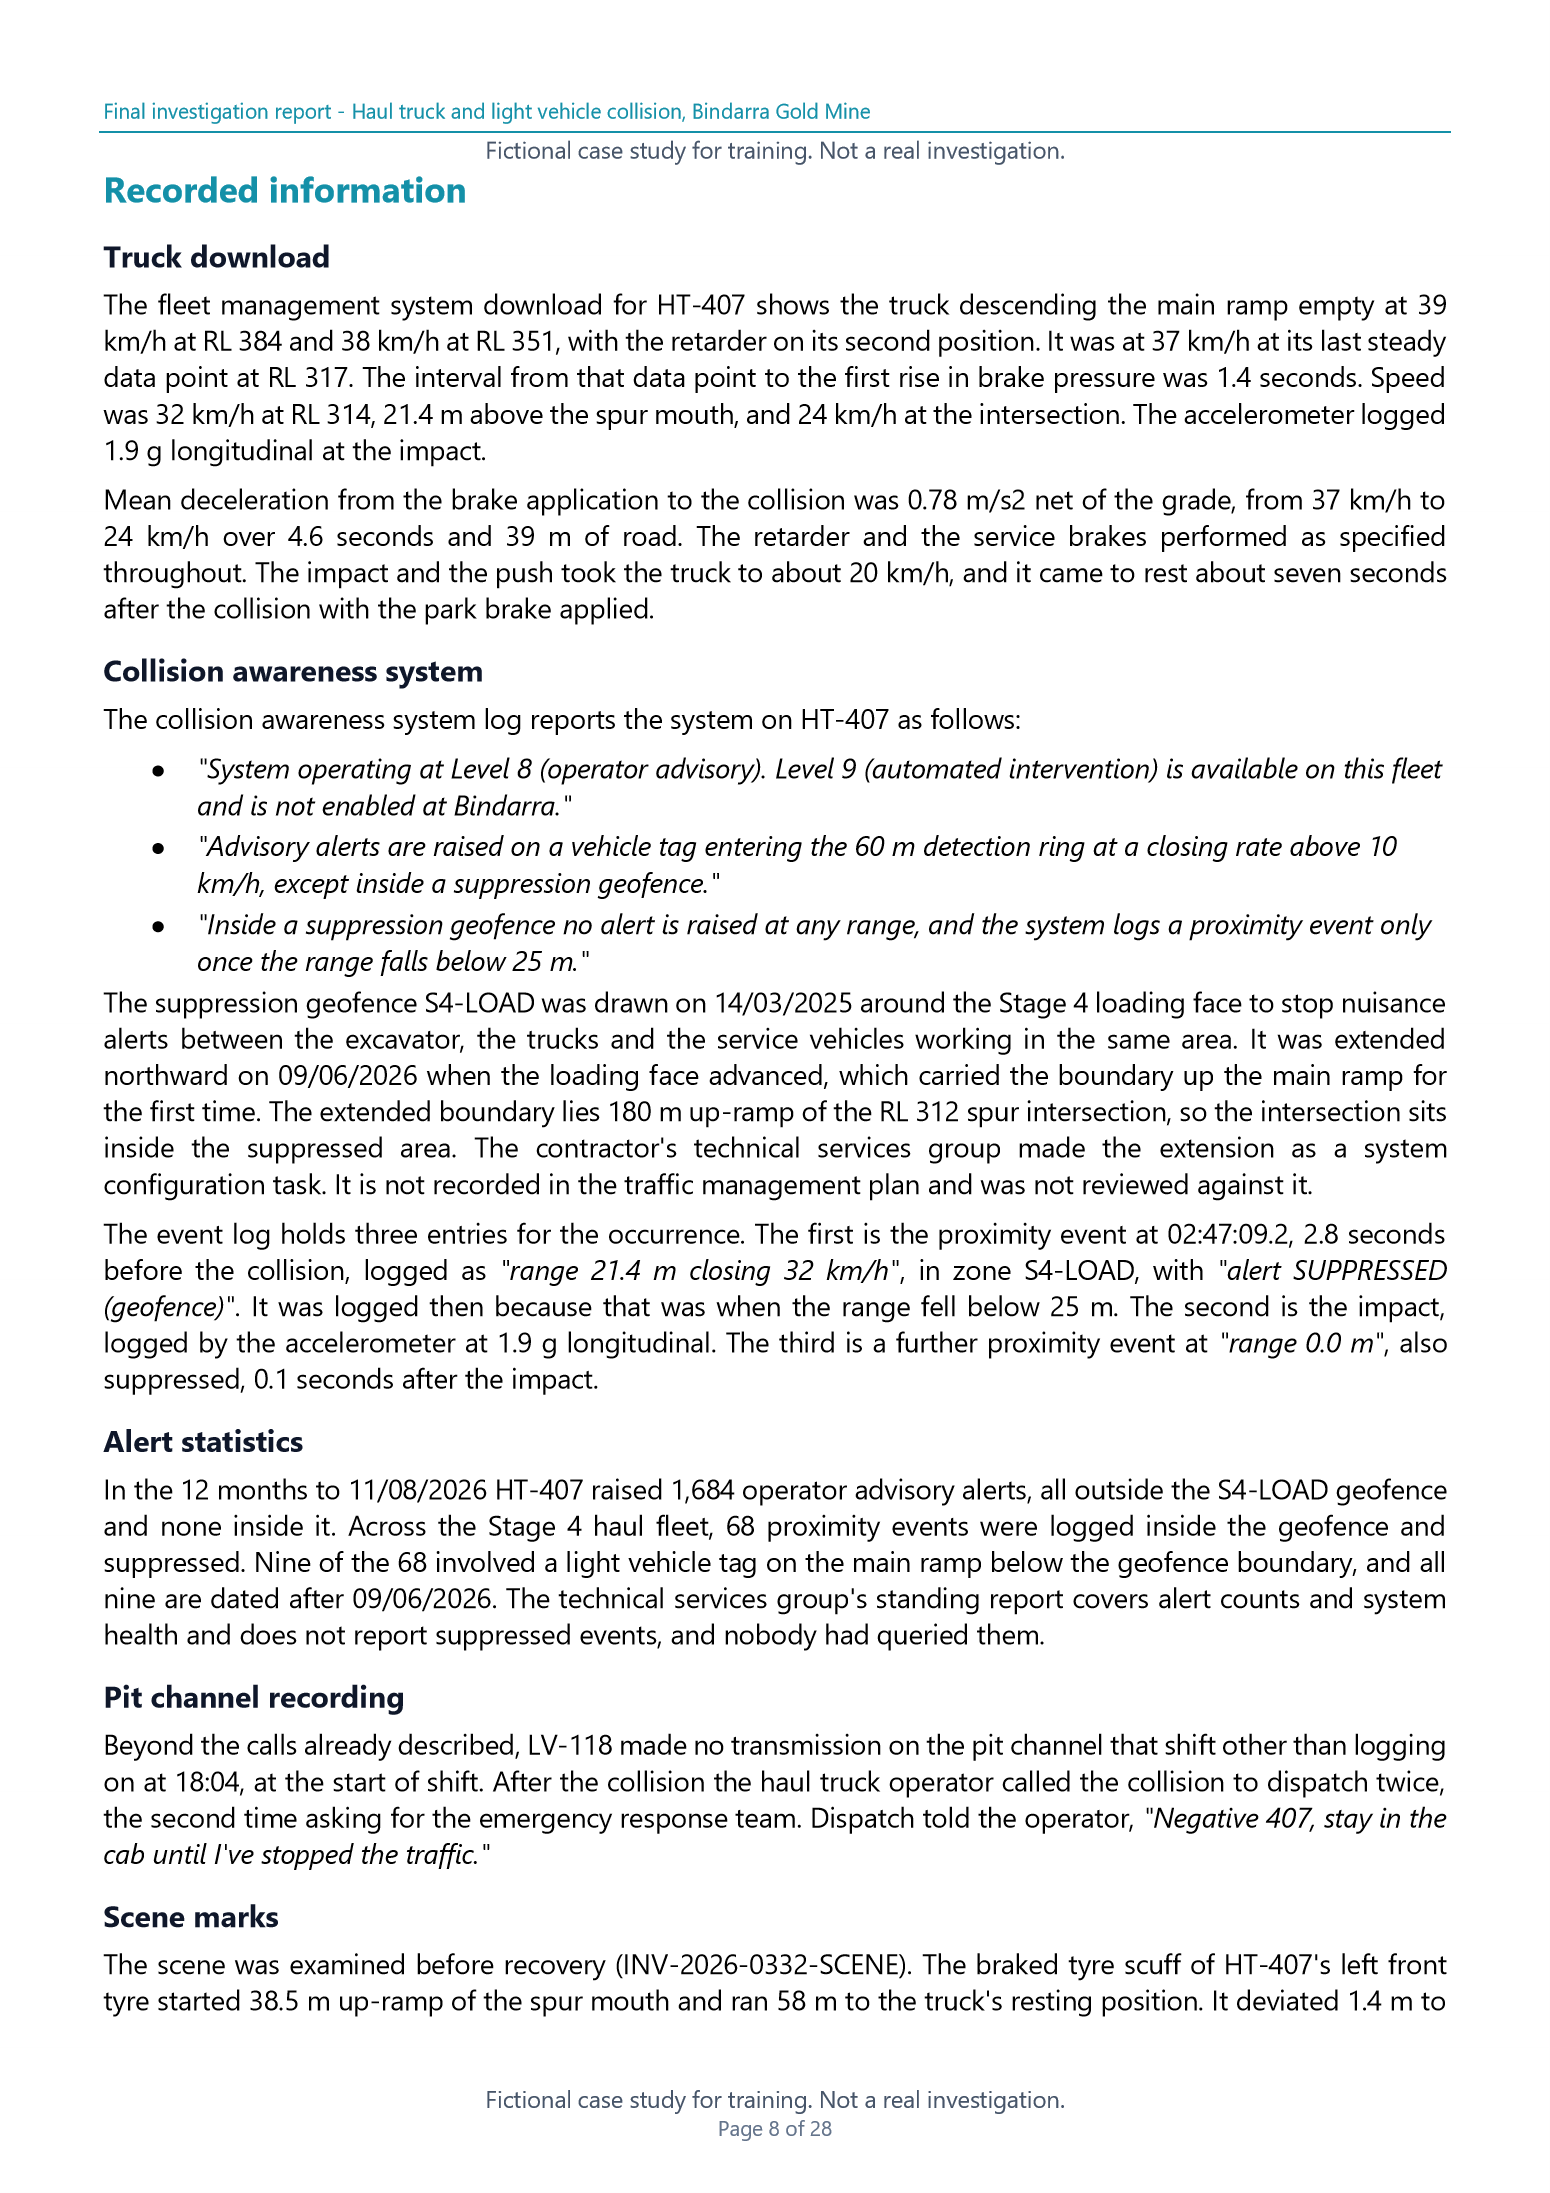 Final investigation report - Haul truck and light vehicle collision, Bindarra Gold Mine
Fictional case study for training. Not a real investigation.
Recorded information
Truck download
The fleet management system download for HT-407 shows the truck descending the main ramp empty at 39
km/h at RL 384 and 38 km/h at RL 351, with the retarder on its second position. It was at 37 km/h at its last steady
data point at RL 317. The interval from that data point to the first rise in brake pressure was 1.4 seconds. Speed
was 32 km/h at RL 314, 21.4 m above the spur mouth, and 24 km/h at the intersection. The accelerometer logged
1.9 g longitudinal at the impact.
Mean deceleration from the brake application to the collision was 0.78 m/s2 net of the grade, from 37 km/h to
24 km/h over 4.6 seconds and 39 m of road. The retarder and the service brakes performed as specified
throughout. The impact and the push took the truck to about 20 km/h, and it came to rest about seven seconds
after the collision with the park brake applied.
Collision awareness system
The collision awareness system log reports the system on HT-407 as follows:
● "System operating at Level 8 (operator advisory). Level 9 (automated intervention) is available on this fleet
and is not enabled at Bindarra."
● "Advisory alerts are raised on a vehicle tag entering the 60 m detection ring at a closing rate above 10
km/h, except inside a suppression geofence."
● "Inside a suppression geofence no alert is raised at any range, and the system logs a proximity event only
once the range falls below 25 m."
The suppression geofence S4-LOAD was drawn on 14/03/2025 around the Stage 4 loading face to stop nuisance
alerts between the excavator, the trucks and the service vehicles working in the same area. It was extended
northward on 09/06/2026 when the loading face advanced, which carried the boundary up the main ramp for
the first time. The extended boundary lies 180 m up-ramp of the RL 312 spur intersection, so the intersection sits
inside the suppressed area. The contractor's technical services group made the extension as a system
configuration task. It is not recorded in the traffic management plan and was not reviewed against it.
The event log holds three entries for the occurrence. The first is the proximity event at 02:47:09.2, 2.8 seconds
before the collision, logged as "range 21.4 m closing 32 km/h", in zone S4-LOAD, with "alert SUPPRESSED
(geofence)". It was logged then because that was when the range fell below 25 m. The second is the impact,
logged by the accelerometer at 1.9 g longitudinal. The third is a further proximity event at "range 0.0 m", also
suppressed, 0.1 seconds after the impact.
Alert statistics
In the 12 months to 11/08/2026 HT-407 raised 1,684 operator advisory alerts, all outside the S4-LOAD geofence
and none inside it. Across the Stage 4 haul fleet, 68 proximity events were logged inside the geofence and
suppressed. Nine of the 68 involved a light vehicle tag on the main ramp below the geofence boundary, and all
nine are dated after 09/06/2026. The technical services group's standing report covers alert counts and system
health and does not report suppressed events, and nobody had queried them.
Pit channel recording
Beyond the calls already described, LV-118 made no transmission on the pit channel that shift other than logging
on at 18:04, at the start of shift. After the collision the haul truck operator called the collision to dispatch twice,
the second time asking for the emergency response team. Dispatch told the operator, "Negative 407, stay in the
cab until I've stopped the traffic."
Scene marks
The scene was examined before recovery (INV-2026-0332-SCENE). The braked tyre scuff of HT-407's left front
tyre started 38.5 m up-ramp of the spur mouth and ran 58 m to the truck's resting position. It deviated 1.4 m to
Fictional case study for training. Not a real investigation.
Page 8 of 28